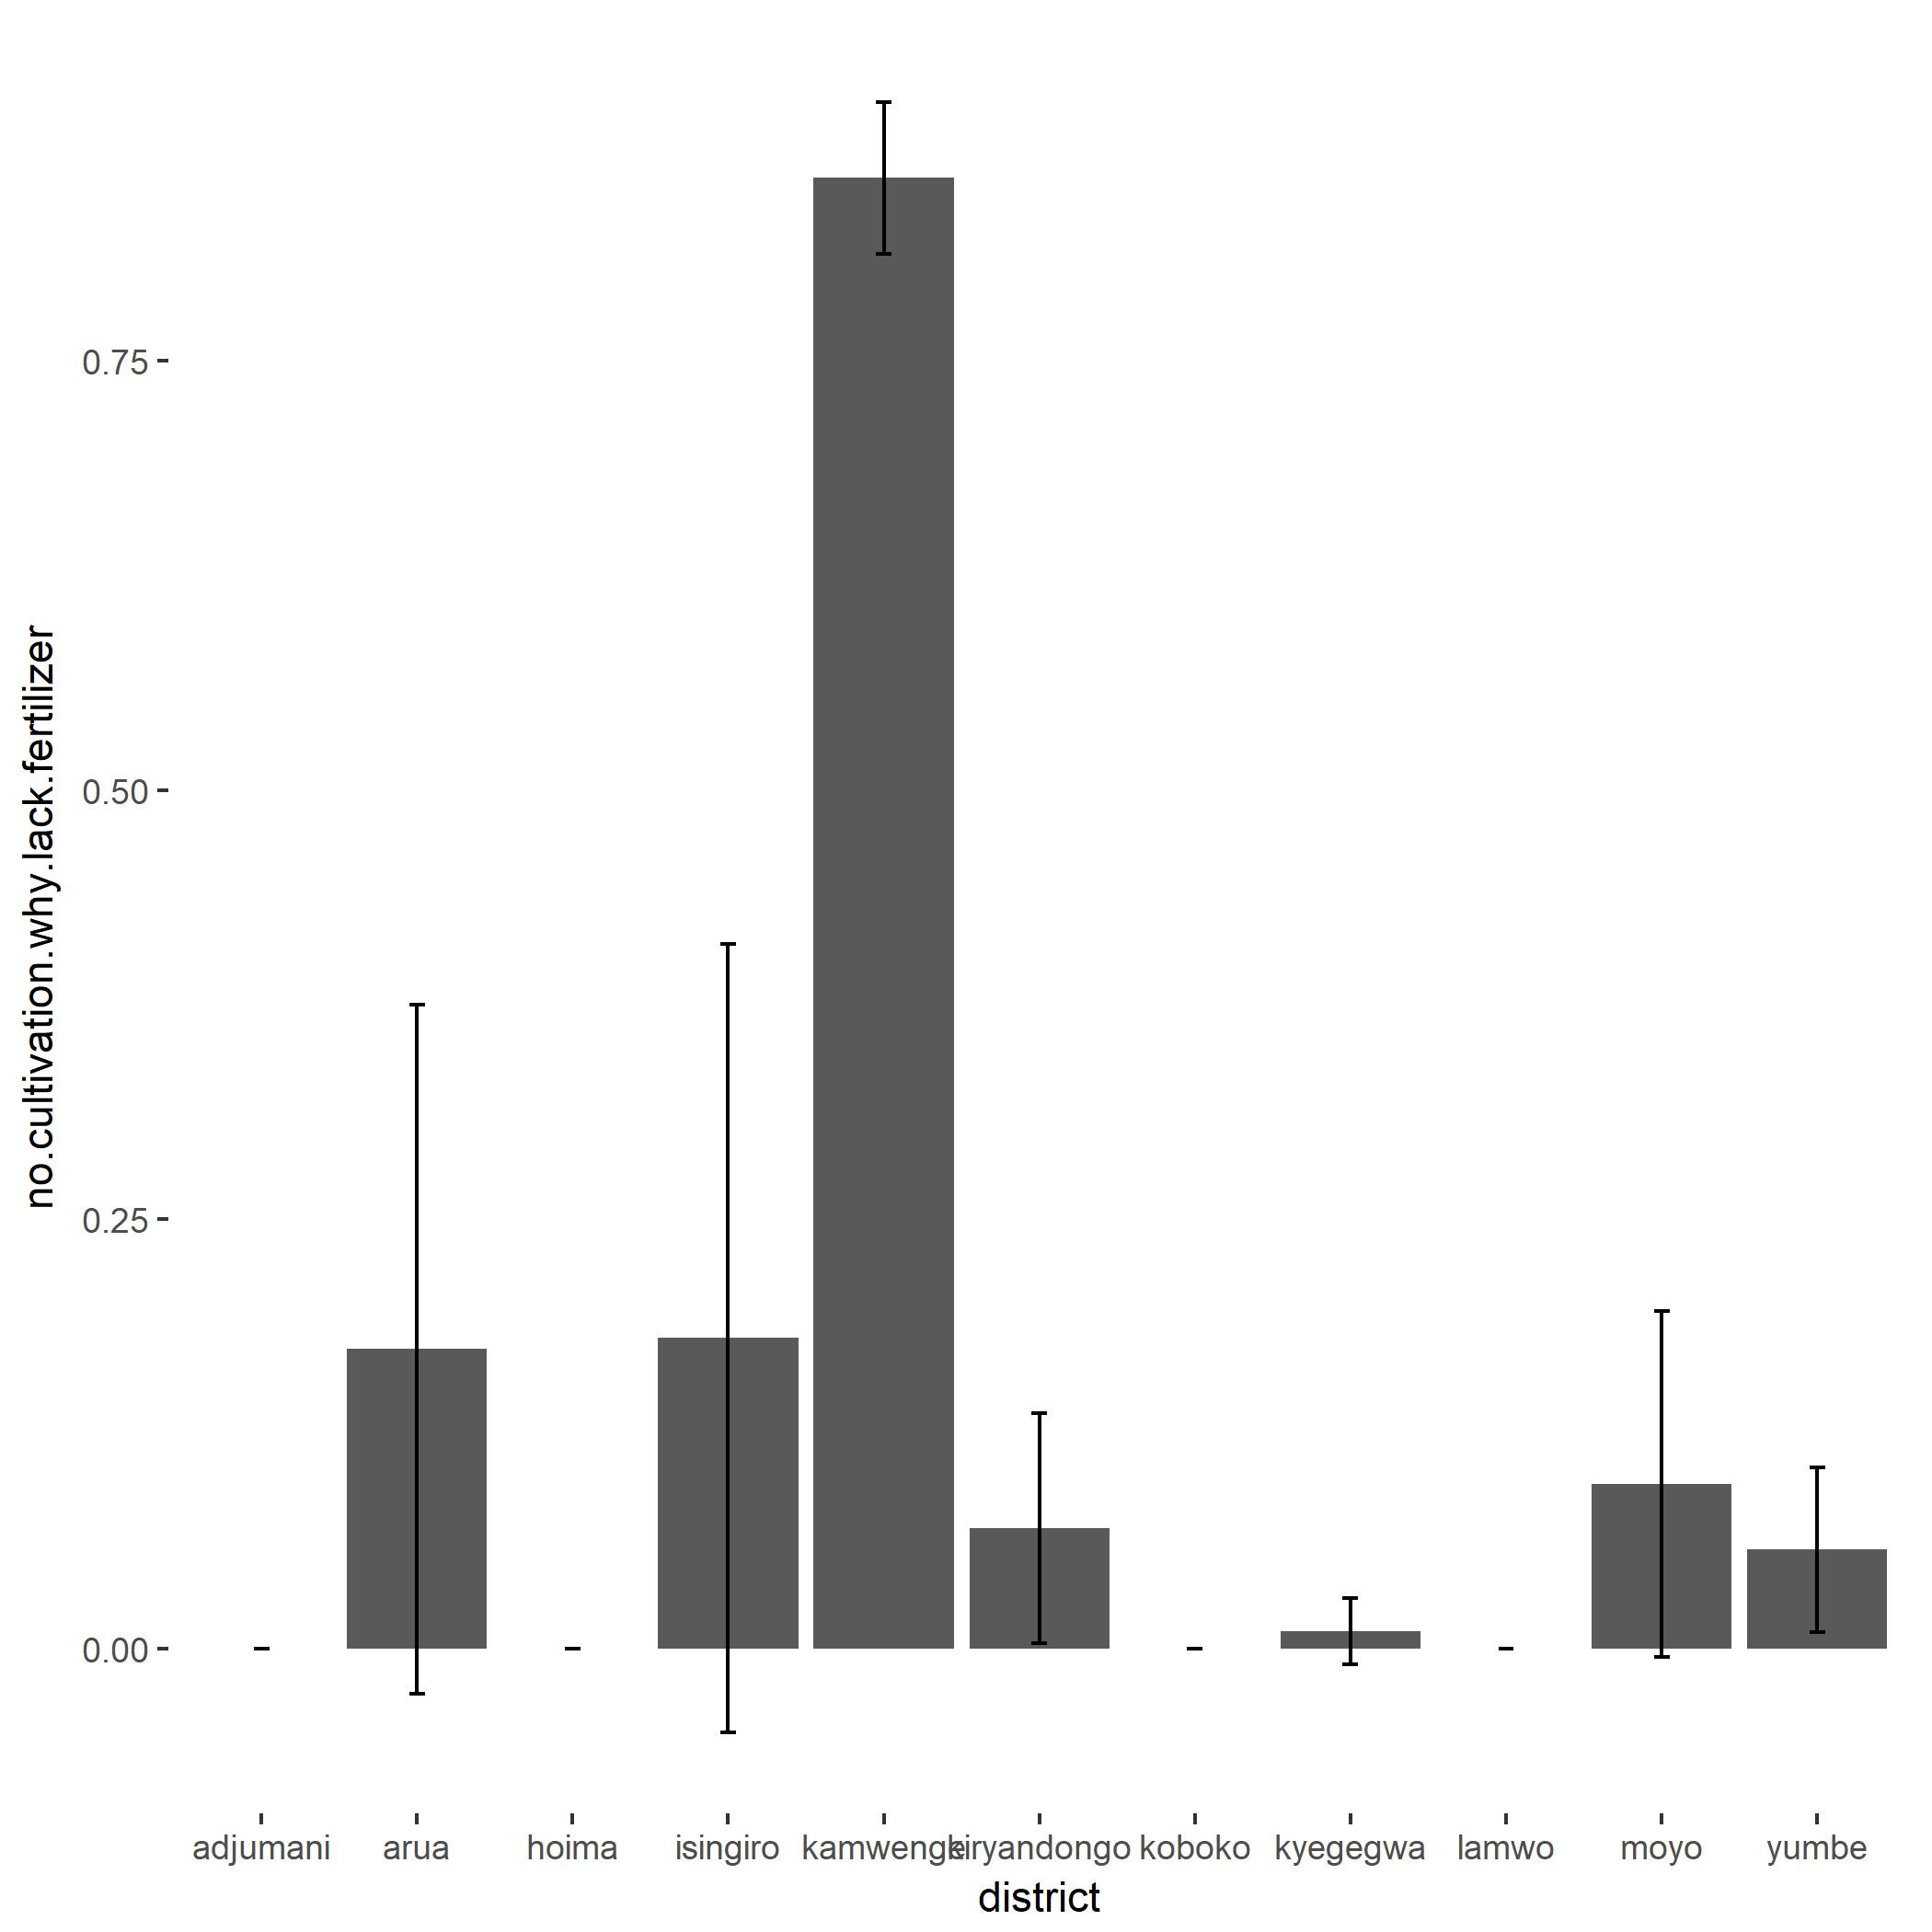 no.cultivation.why.lack.fertilizer
0.75
0.50
0.25
0.00
adjumani arua hoima isingiro kamwenge kiryandongo koboko kyegegwa lamwo moyo yumbe
district